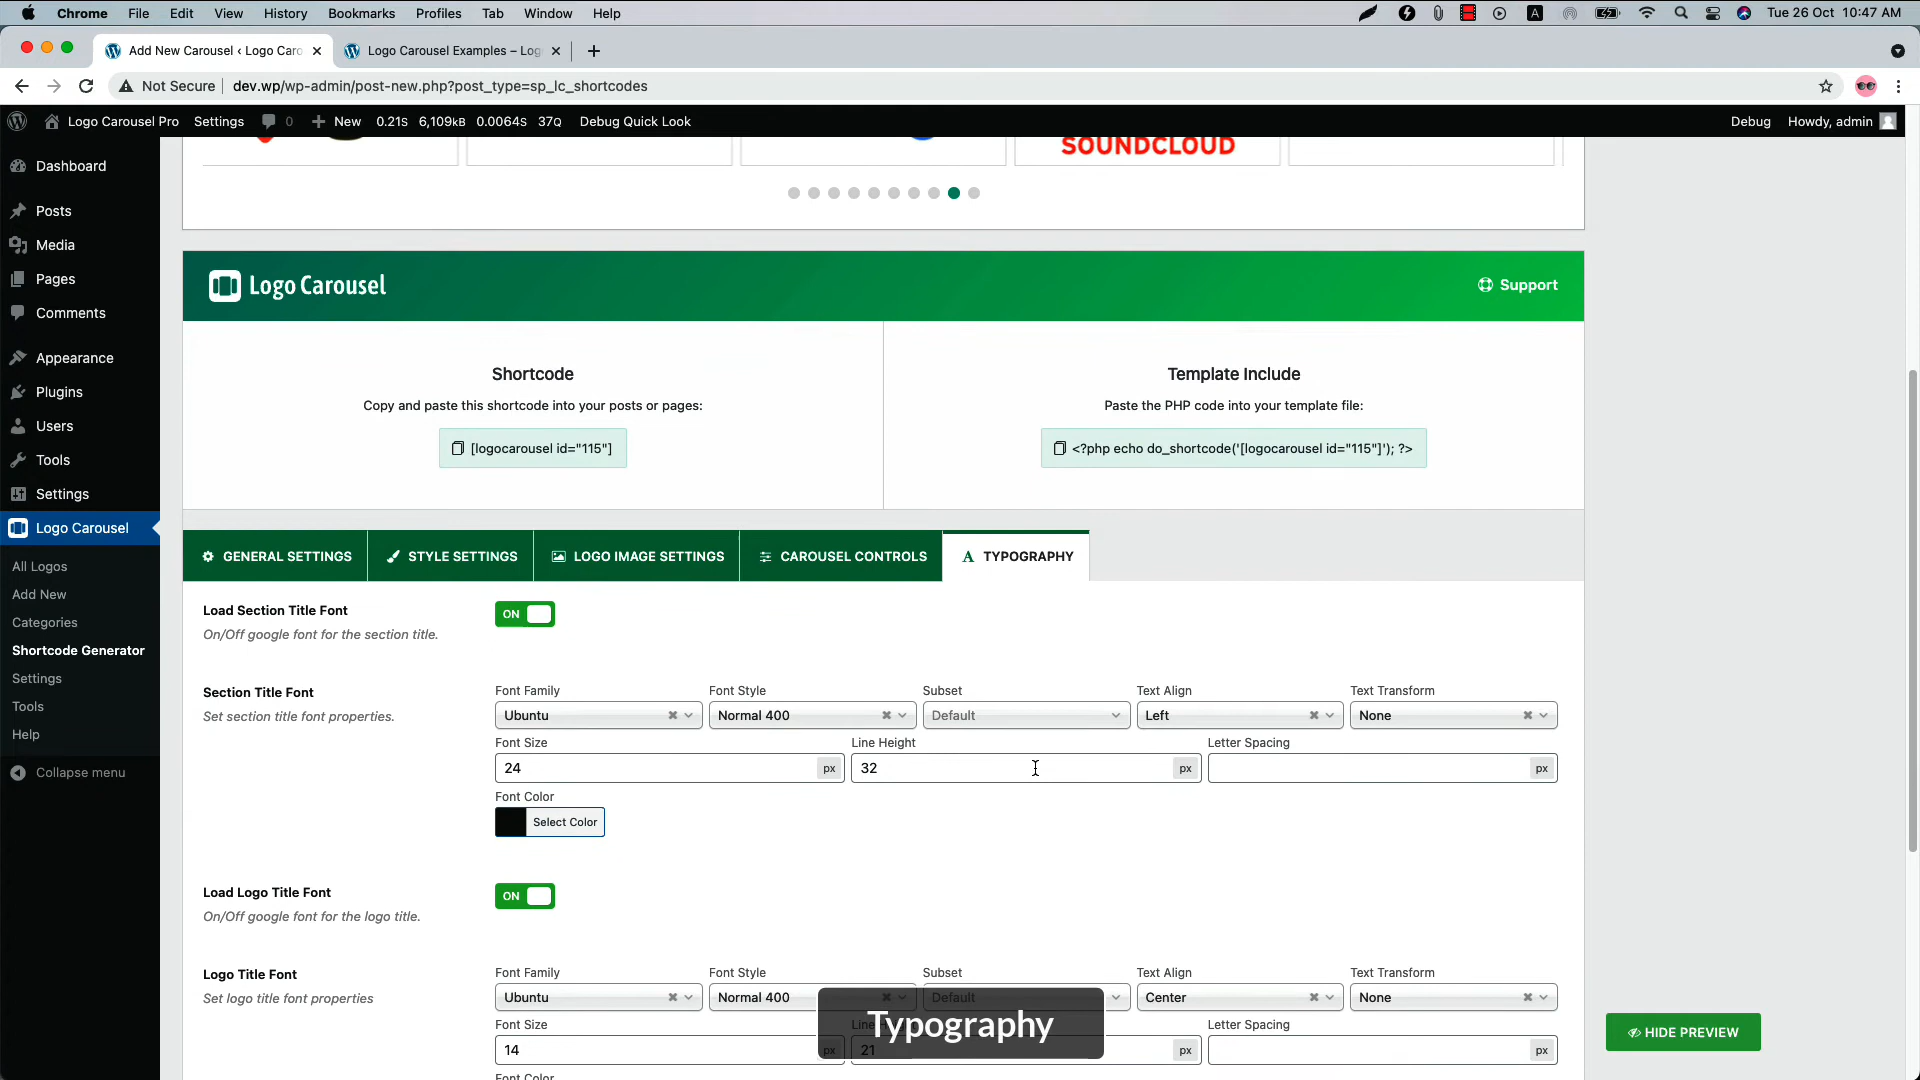 Chrome File Edit View History Bookmarks Profiles Tab Window Help A Tue 26 Oct 10:47 AM
Add New Carousel ‹ Logo Caro Logo Carousel Examples – Log
Not Secure dev.wp/wp-admin/post-new.php?post_type=sp_lc_shortcodes
Logo Carousel Pro Settings 0 New 0.21S 6,109kB 0.0064S 37Q Debug Quick Look Debug Howdy, admin
SOUNDCLOUD
Dashboard
Posts
Media
Pages
Comments
Appearance
Plugins
Users
Tools
Settings
Logo Carousel
All Logos
Add New
Categories
Shortcode Generator
Settings
Tools
Help
Collapse menu
Logo Carousel
Support
Shortcode
Copy and paste this shortcode into your posts or pages:
[logocarousel id="115"]
Template Include
Paste the PHP code into your template file:
<?php echo do_shortcode('[logocarousel id="115"]'); ?>
GENERAL SETTINGS STYLE SETTINGS LOGO IMAGE SETTINGS CAROUSEL CONTROLS A TYPOGRAPHY
Load Section Title Font
On/Off google font for the section title.
ON
Section Title Font
Set section title font properties.
Font Family Font Style Subset Text Align Text Transform
Ubuntu Normal 400 Default Left None
Font Size Line Height Letter Spacing
24 px 32 px px
Font Color
Select Color
Load Logo Title Font
On/Off google font for the logo title.
ON
Logo Title Font
Set logo title font properties
Font Family Font Style Subset Text Align Text Transform
Ubuntu Normal 400 Default Center None
Font Size Letter Spacing
14 px 21 px px
Font Color
Typography
HIDE PREVIEW